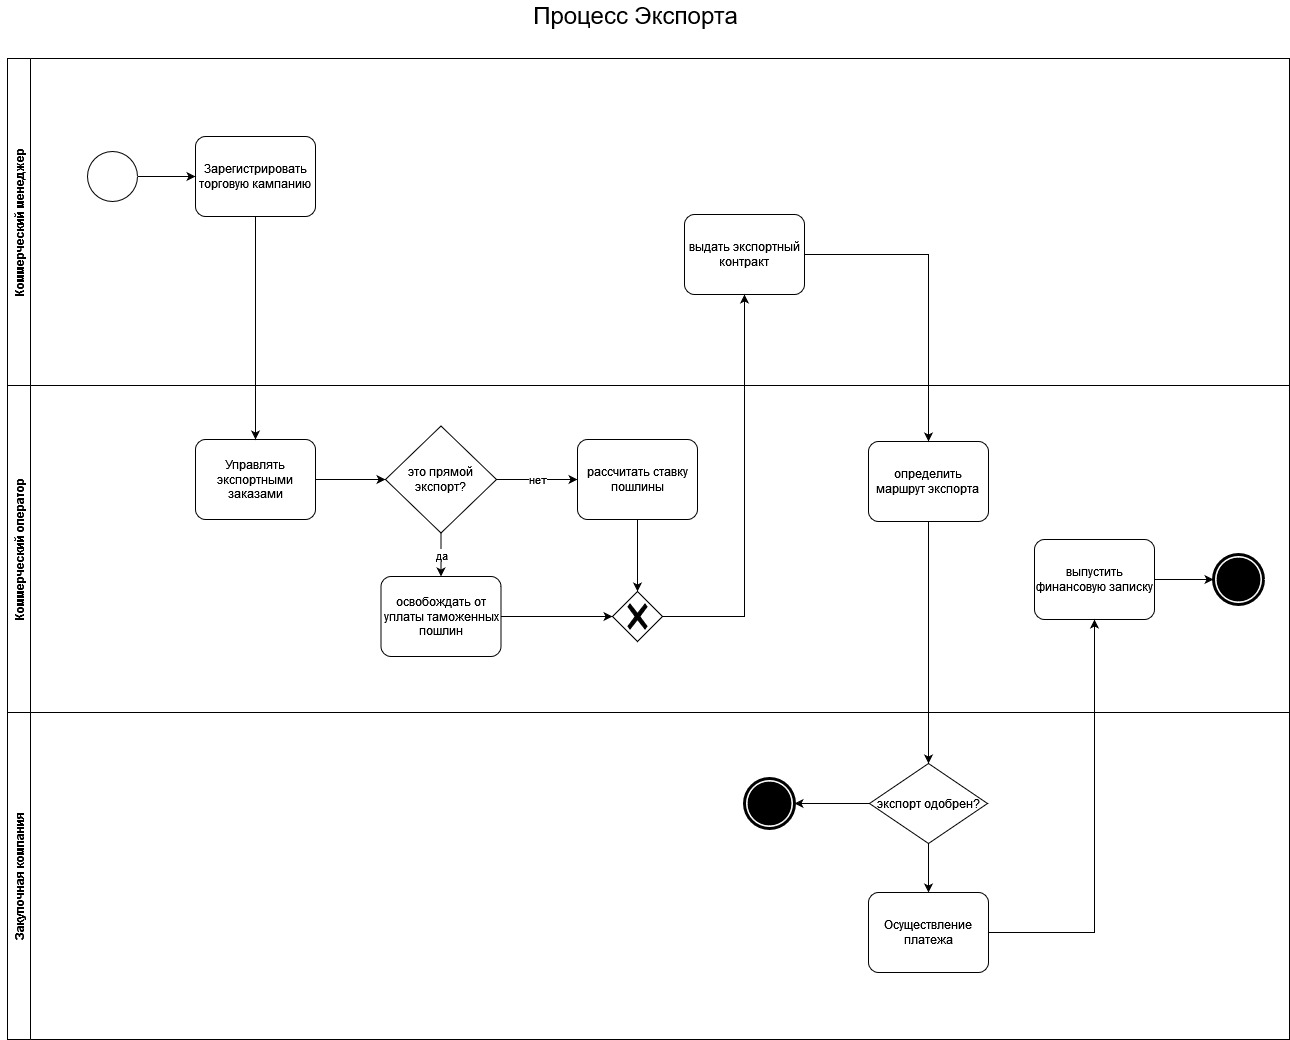 Процесс Экспорта
Коммерческий менеджер
Зарегистрировать
торговую кампанию
выдать экспортный
контракт
Коммерческий оператор
Управлять
экспортными
заказами
это прямой
экспорт?
нет
рассчитать ставку
пошлины
да
освобождать от
уплаты таможенных
пошлин
определить
маршрут экспорта
выпустить
финансовую записку
Закупочная компания
экспорт одобрен?
Осуществление
платежа